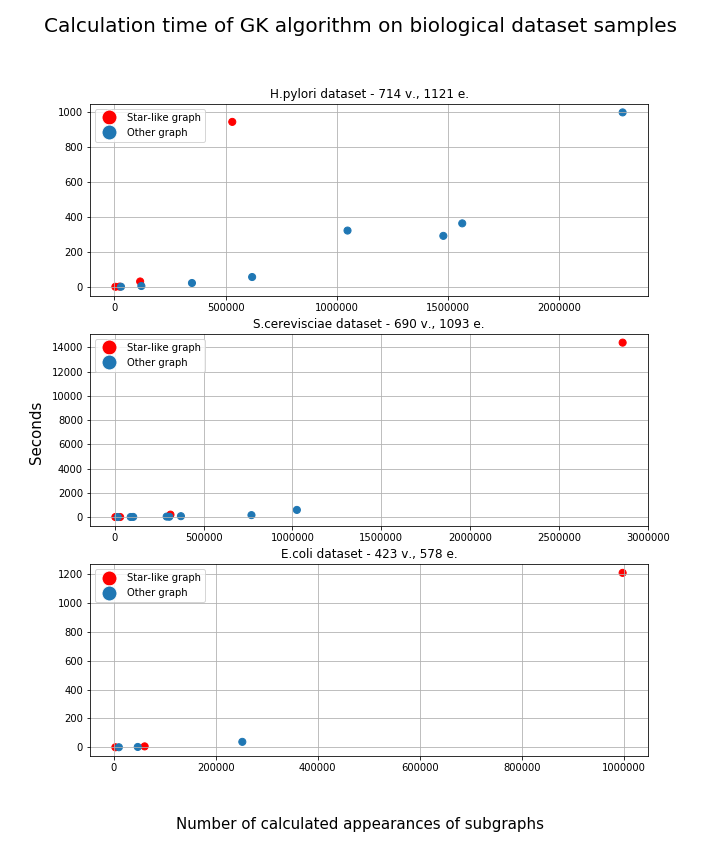 Calculation time of GK algorithm on biological dataset samples
H.pylori dataset - 714 v., 1121 e.
Star-like graph
Other graph
1000
800
600
400
200
0
0 500000 1000000 1500000 2000000
S.cerevisciae dataset - 690 v., 1093 e.
Star-like graph
Other graph
14000
12000
10000
8000
6000
4000
2000
0
0 500000 1000000 1500000 2000000 2500000 3000000
Seconds
E.coli dataset - 423 v., 578 e.
Star-like graph
Other graph
1200
1000
800
600
400
200
0
0 200000 400000 600000 800000 1000000
Number of calculated appearances of subgraphs